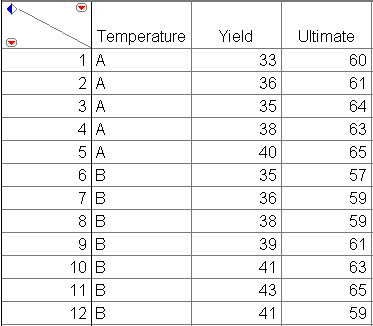 Temperature Yield Ultimate
1 A 33 60
2 A 36 61
3 A 35 64
4 A 38 63
5 A 40 65
6 B 35 57
7 B 36 59
8 B 38 59
9 B 39 61
10 B 41 63
11 B 43 65
12 B 41 59